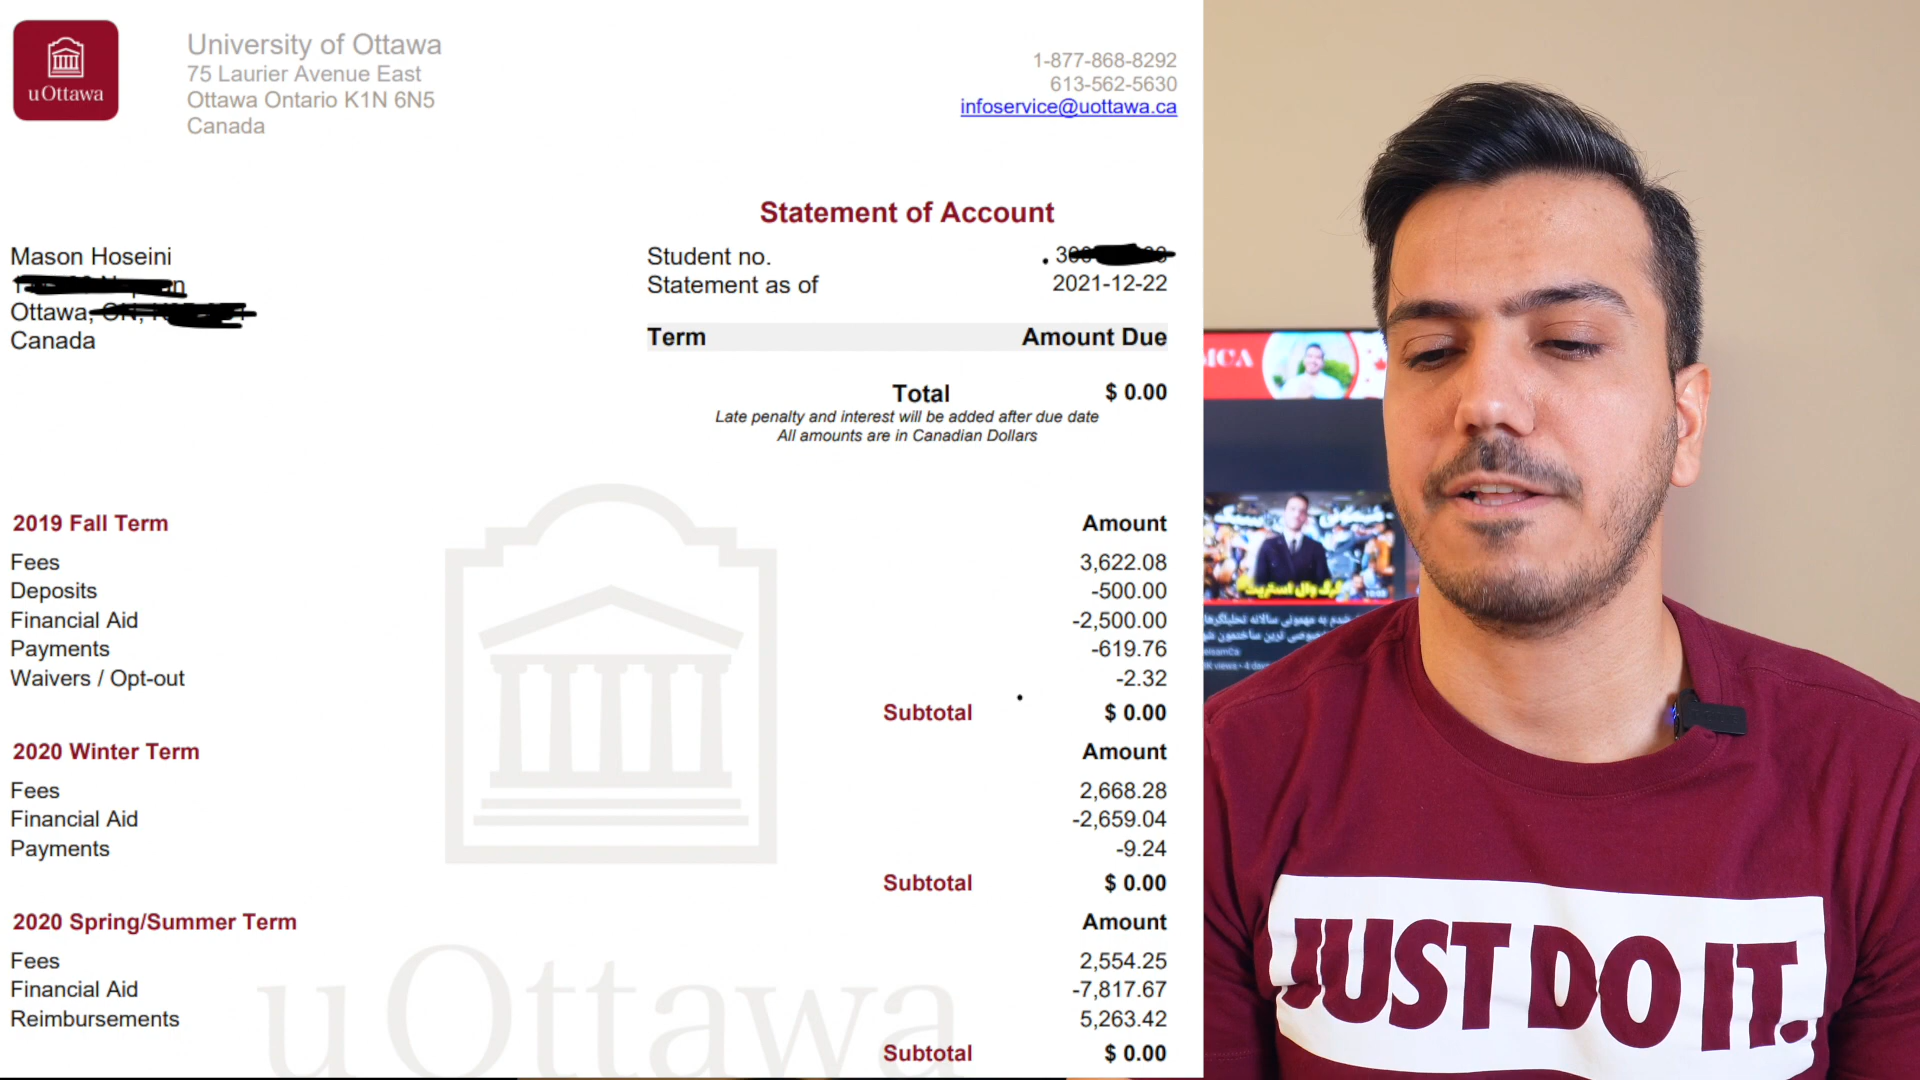 uOttawa
University of Ottawa
75 Laurier Avenue East
Ottawa Ontario K1N 6N5
Canada
1-877-868-8292
613-562-5630
infoservice@uottawa.ca
Statement of Account
Mason Hoseini
Ottawa,
Canada
Student no.
Statement as of 2021-12-22
Term Amount Due
Total $ 0.00
Late penalty and interest will be added after due date
All amounts are in Canadian Dollars
2019 Fall Term Amount
Fees 3,622.08
Deposits -500.00
Financial Aid -2,500.00
Payments -619.76
Waivers / Opt-out -2.32
Subtotal $ 0.00
2020 Winter Term Amount
Fees 2,668.28
Financial Aid -2,659.04
Payments -9.24
Subtotal $ 0.00
2020 Spring/Summer Term Amount
Fees 2,554.25
Financial Aid -7,817.67
Reimbursements 5,263.42
Subtotal $ 0.00
uOttawa
گرگ وال استریت
JUST DO IT.